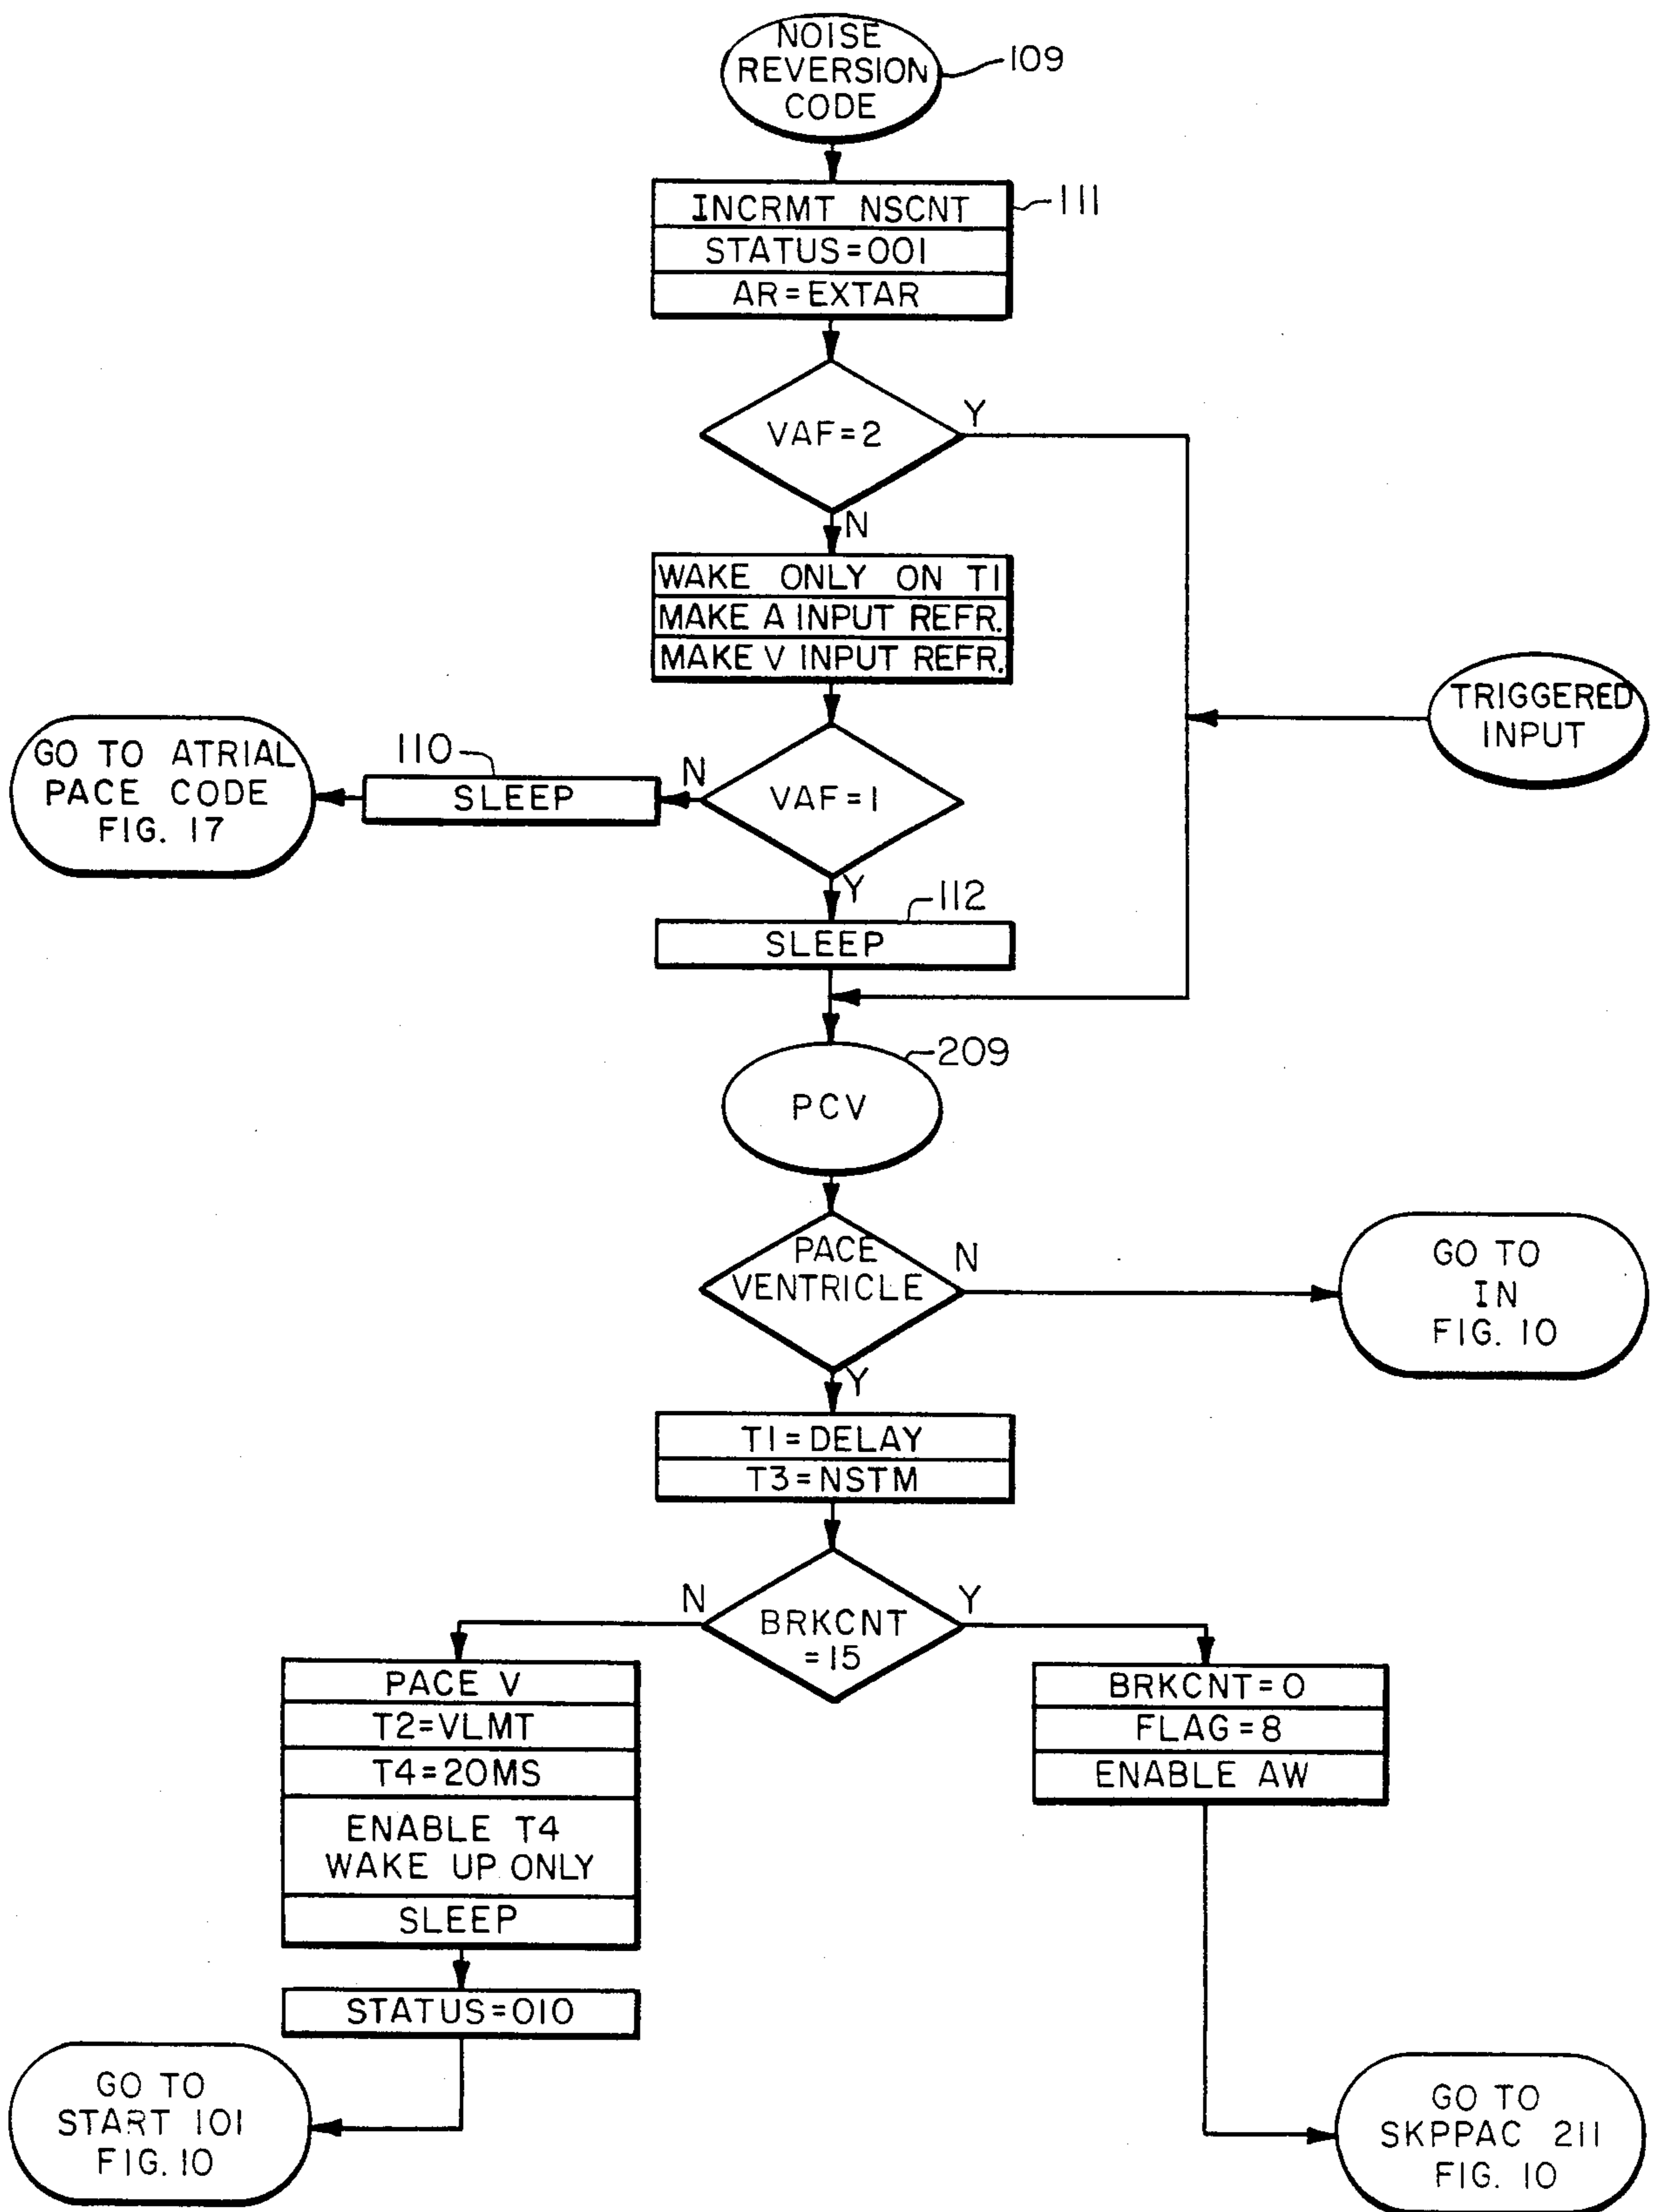 NOISE
REVERSION
CODE
109
INCRMT NSCNT
111
STATUS=001
AR=EXTAR
VAF=2
Y
N
WAKE ONLY ON T1
MAKE A INPUT REFR.
MAKE V INPUT REFR.
TRIGGERED
INPUT
GO TO ATRIAL
PACE CODE
FIG. 17
110
SLEEP
N
VAF=1
Y
112
SLEEP
209
PCV
PACE
VENTRICLE
N
GO TO
IN
FIG. 10
Y
T1=DELAY
T3=NSTM
N
BRKCNT
=15
Y
PACE V
T2=VLMT
T4=20MS
ENABLE T4
WAKE UP ONLY
SLEEP
STATUS=010
GO TO
START 101
FIG. 10
BRKCNT=0
FLAG=8
ENABLE AW
GO TO
SKPPAC 211
FIG. 10